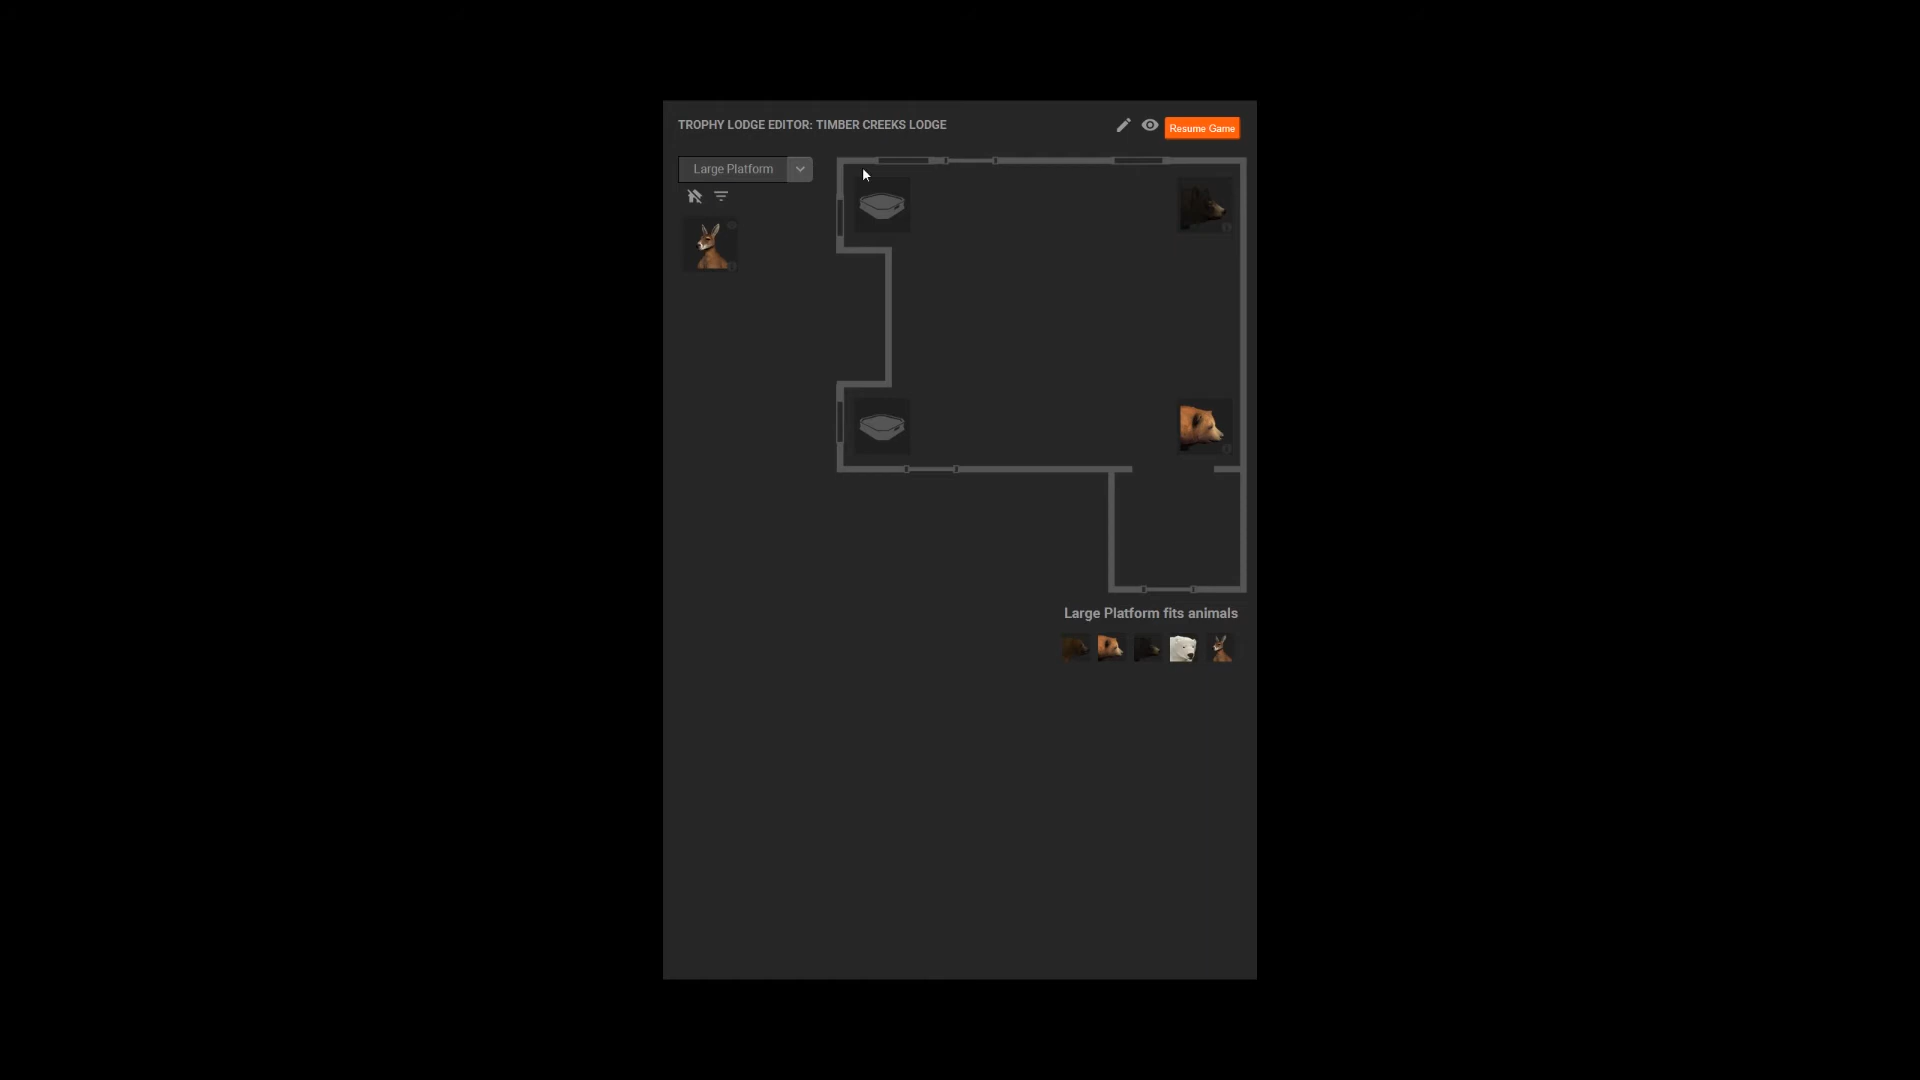 TROPHY LODGE EDITOR: TIMBER CREEKS LODGE
Resume Game
Large Platform
Large Platform fits animals